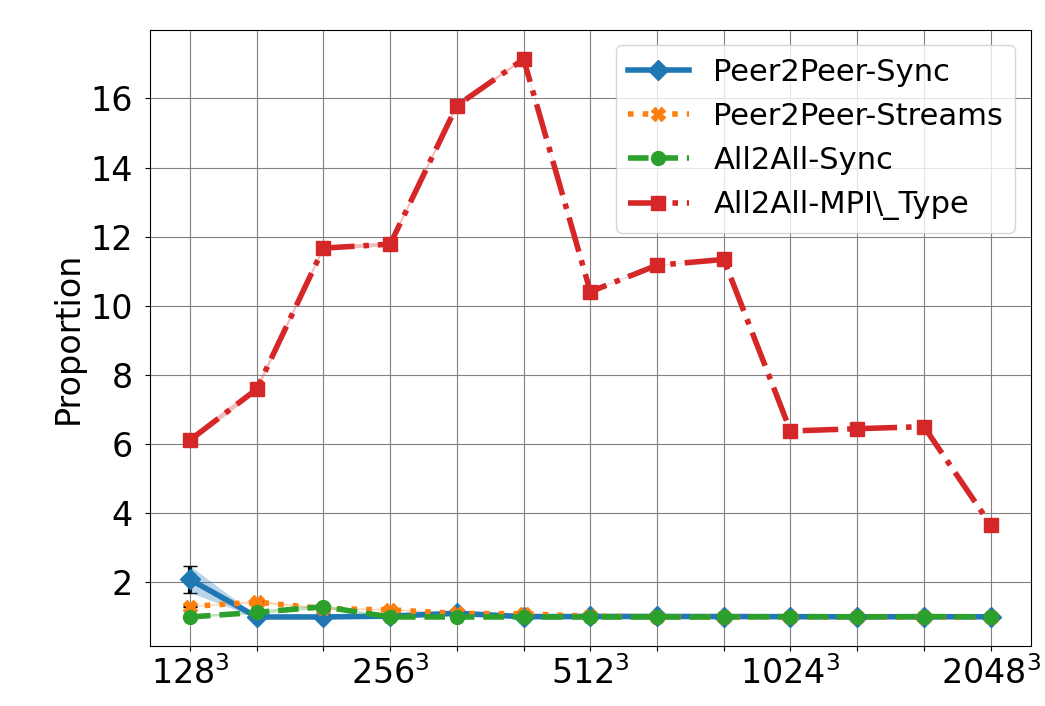 Peer2Peer-Sync
Peer2Peer-Streams
All2All-Sync
All2All-MPI\_Type
Proportion
16
14
12
10
8
6
4
2
128³
256³
512³
1024³
2048³